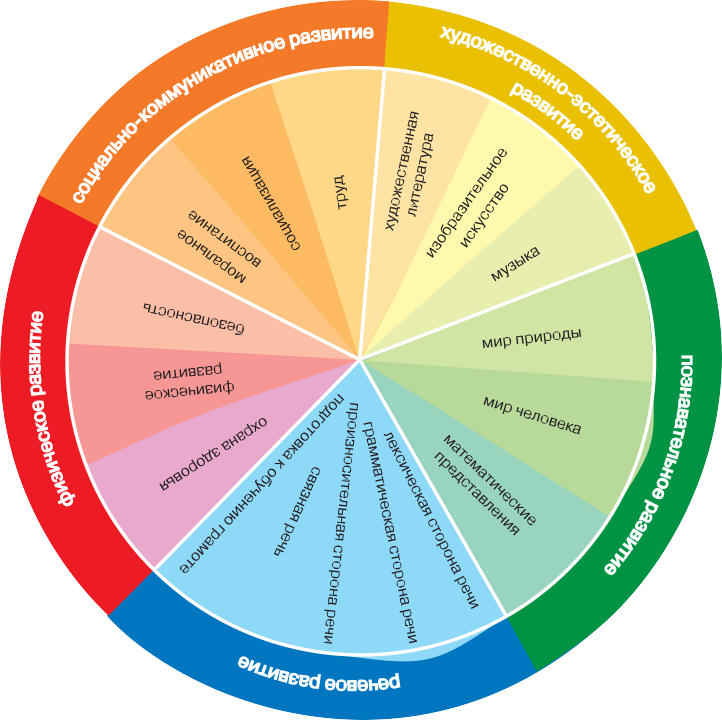 социально-коммуникативное развитие
художественно-эстетическое
развитие
познавательное развитие
речевое развитие
физическое развитие
труд
социализация
моральное
воспитание
художественная
литература
изобразительное
искусство
музыка
мир природы
мир человека
математические
представления
лексическая сторона речи
грамматическая сторона речи
произносительная сторона речи
связная речь
подготовка к обучению грамоте
охрана здоровья
физическое
развитие
безопасность